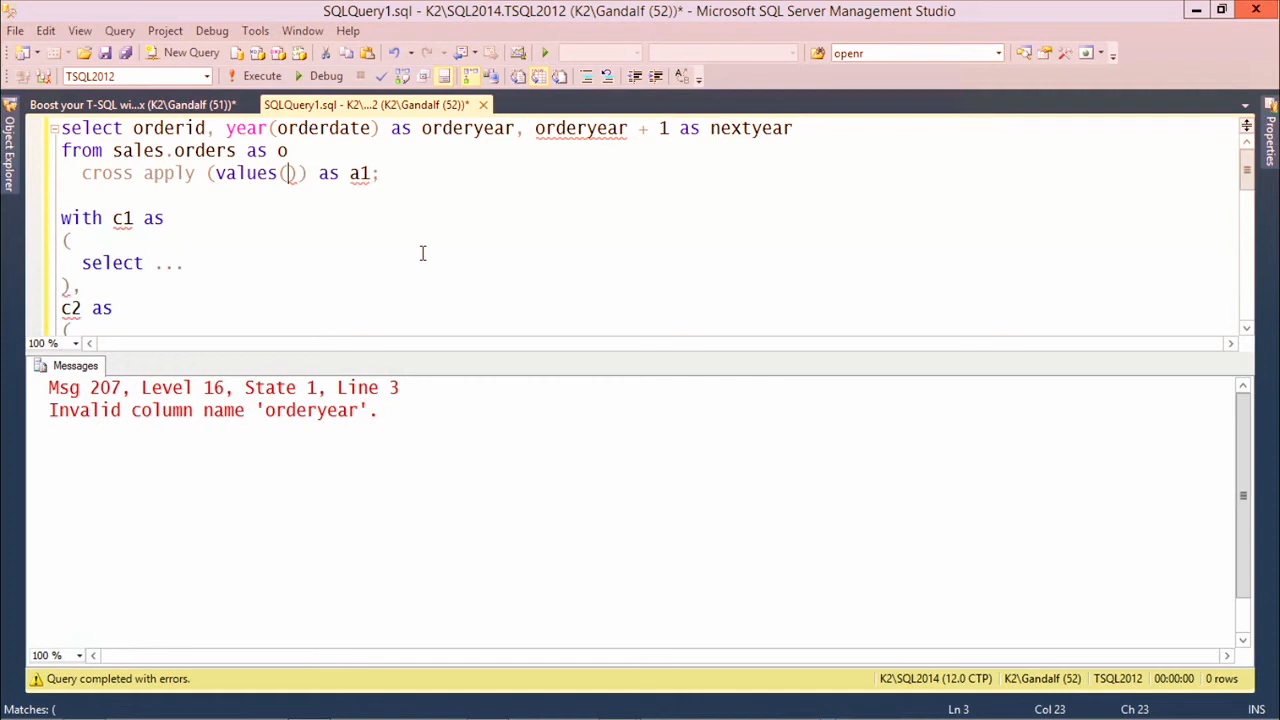 SQLQuery1.sql - K2\SQL2014.TSQL2012 (K2\Gandalf (52))* - Microsoft SQL Server Management Studio
File Edit View Query Project Debug Tools Window Help
New Query openr
TSQL2012 Execute Debug
Boost your T-SQL wi...x (K2\Gandalf (51))* SQLQuery1.sql - K2\...2 (K2\Gandalf (52))*
Object Explorer
Properties
select orderid, year(orderdate) as orderyear, orderyear + 1 as nextyear
from sales.orders as o
cross apply (values()) as a1;
with c1 as
(
select ...
),
c2 as
(
100 %
Messages
Msg 207, Level 16, State 1, Line 3
Invalid column name 'orderyear'.
100 %
Query completed with errors. K2\SQL2014 (12.0 CTP) K2\Gandalf (52) TSQL2012 00:00:00 0 rows
Matches: ( Ln 3 Col 23 Ch 23 INS